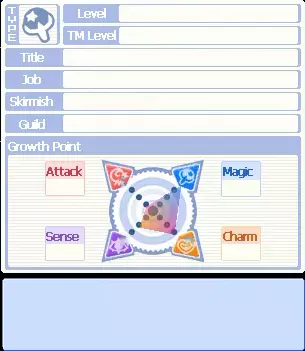 TYPE
Level
TM Level
Title
Job
Skirmish
Guild
Growth Point
Attack
Magic
Sense
Charm